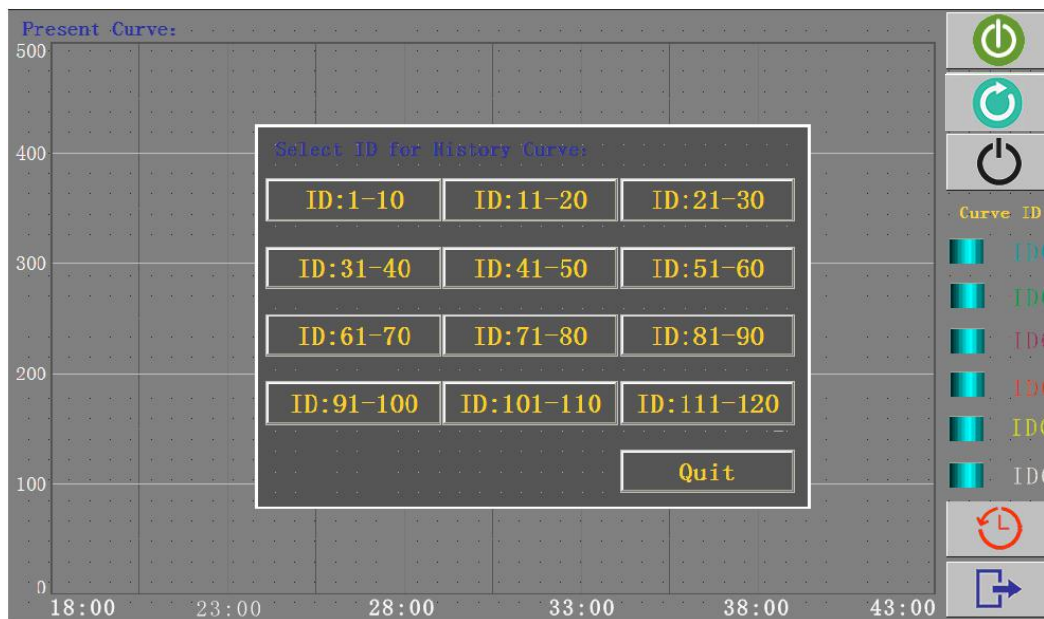 Present Curve:
500
Select ID for History Curve:
400
ID:1-10 ID:11-20 ID:21-30
Curve ID
300
ID:31-40 ID:41-50 ID:51-60
ID:61-70 ID:71-80 ID:81-90
200
ID:91-100 ID:101-110 ID:111-120
Quit
100
0
18:00 23:00 28:00 33:00 38:00 43:00